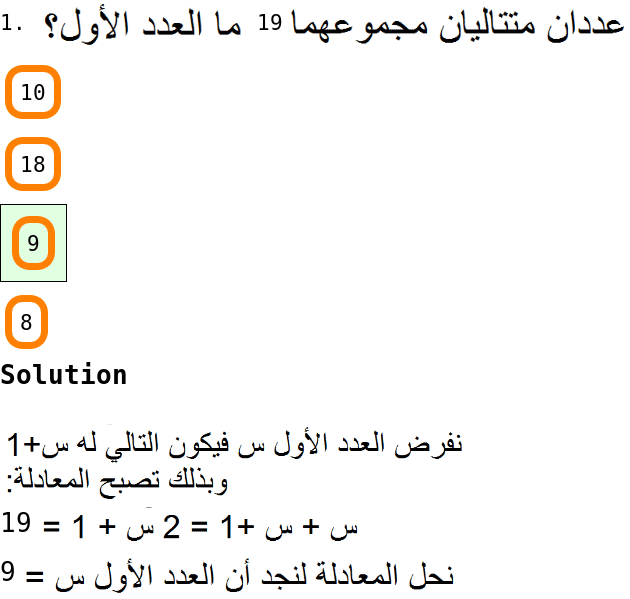 1. عددان متتاليان مجموعهما 19 ما العدد الأول؟
10
18
9
8
Solution
نفرض العدد الأول س فيكون التالي له س+1
وبذلك تصبح المعادلة:
س + س +1 = 2 س + 1 = 19
نحل المعادلة لنجد أن العدد الأول س = 9